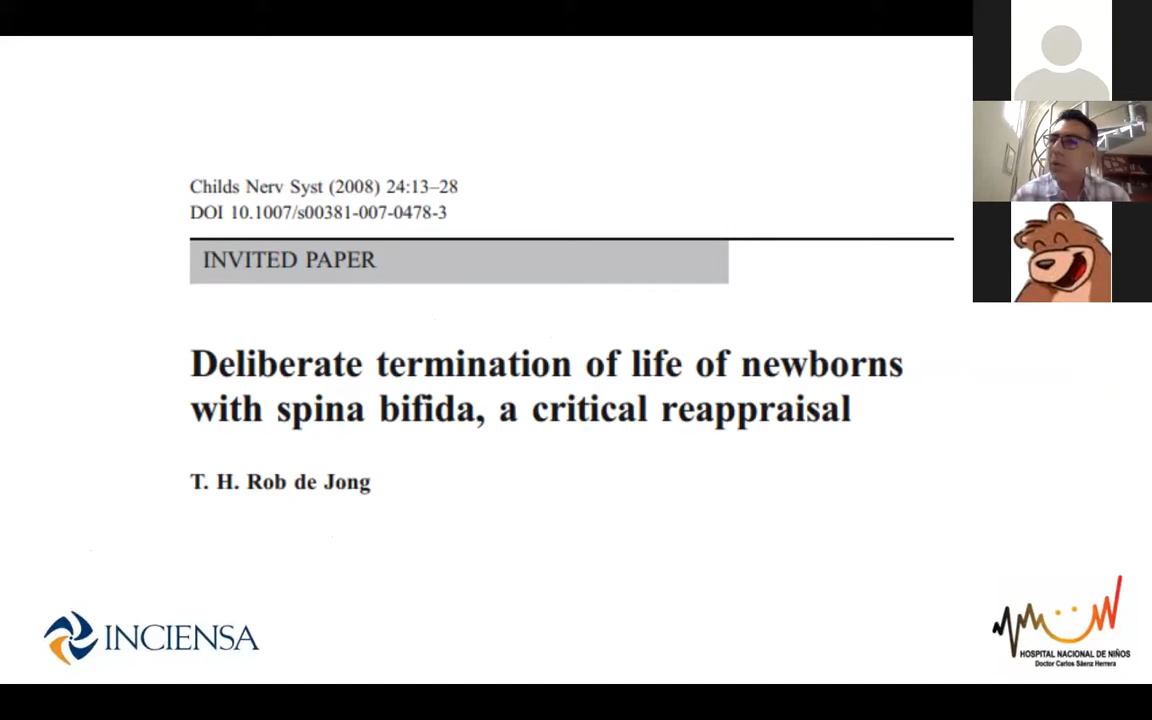 Childs Nerv Syst (2008) 24:13–28
DOI 10.1007/s00381-007-0478-3
INVITED PAPER
Deliberate termination of life of newborns
with spina bifida, a critical reappraisal
T. H. Rob de Jong
INCIENSA
HOSPITAL NACIONAL DE NIÑOS
Doctor Carlos Sáenz Herrera